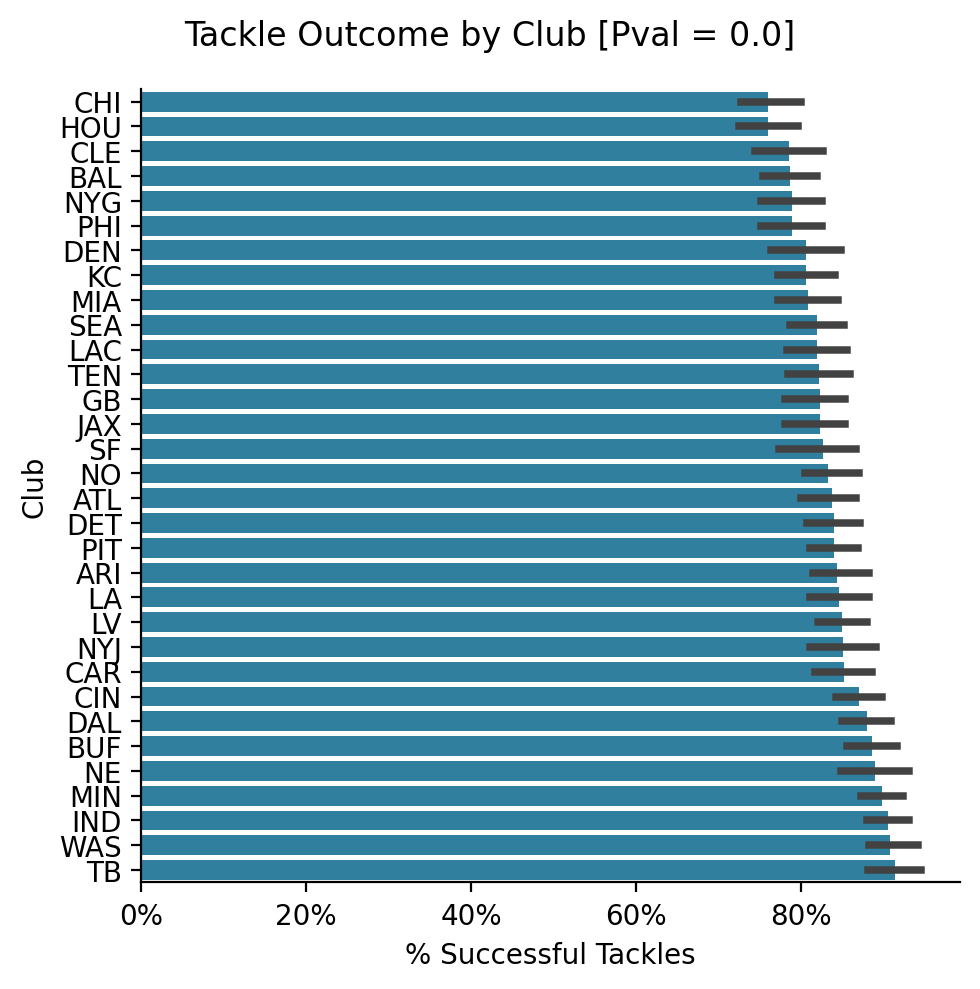 Tackle Outcome by Club [Pval = 0.0]
CHI
HOU
CLE
BAL
NYG
PHI
DEN
KC
MIA
SEA
LAC
TEN
GB
JAX
SF
NO
ATL
DET
PIT
ARI
LA
LV
NYJ
CAR
CIN
DAL
BUF
NE
MIN
IND
WAS
TB
Club
0% 20% 40% 60% 80%
% Successful Tackles